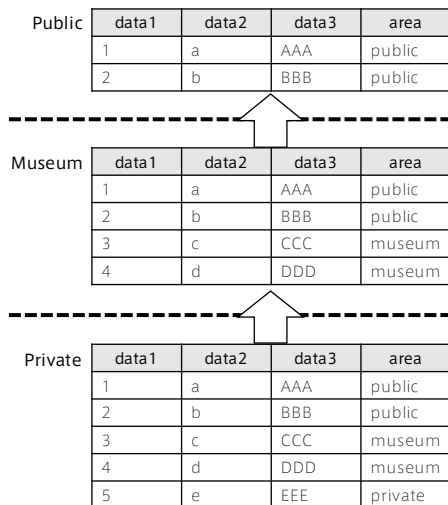 Public data1 data2 data3 area
1 a AAA public
2 b BBB public
Museum data1 data2 data3 area
1 a AAA public
2 b BBB public
3 c CCC museum
4 d DDD museum
Private data1 data2 data3 area
1 a AAA public
2 b BBB public
3 c CCC museum
4 d DDD museum
5 e EEE private